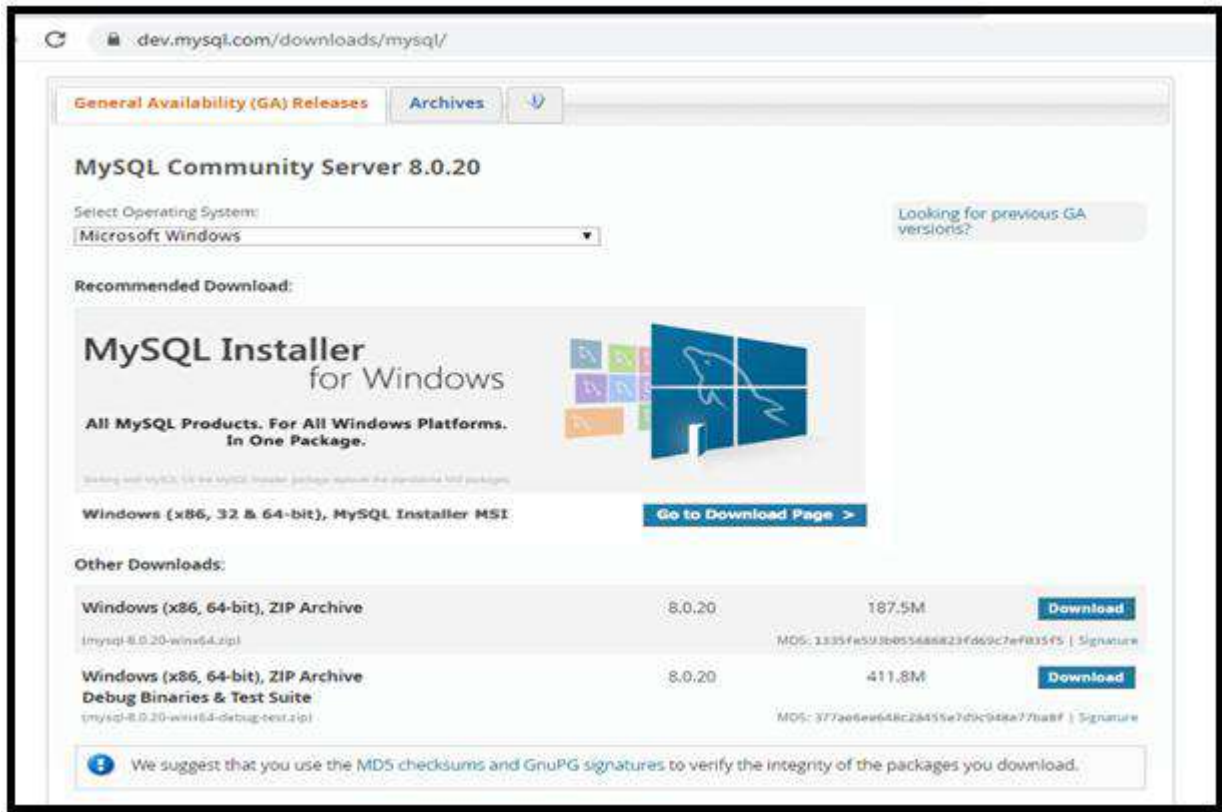 dev.mysql.com/downloads/mysql/
General Availability (GA) Releases
Archives
MySQL Community Server 8.0.20
Select Operating System:
Looking for previous GA
versions?
Microsoft Windows
Recommended Download:
MySQL Installer
for Windows
All MySQL Products. For All Windows Platforms.
In One Package.
Windows (x86, 32 & 64-bit), MySQL Installer MSI
Go to Download Page >
Other Downloads:
Windows (x86, 64-bit), ZIP Archive
8.0.20
187.5M
Download
(mysql-8.0.20-winx64.zip)
MD5:
| Signature
Windows (x86, 64-bit), ZIP Archive
Debug Binaries & Test Suite
8.0.20
411.8M
Download
(mysql-8.0.20-winx64-debug-test.zip)
MD5:
| Signature
We suggest that you use the MD5 checksums and GnuPG signatures to verify the integrity of the packages you download.